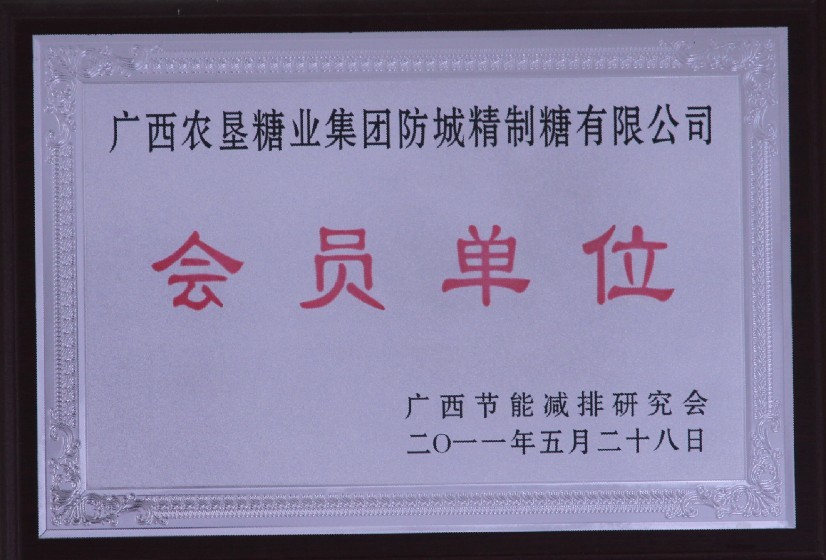 广西农垦糖业集团防城精制糖有限公司
会员单位
广西节能减排研究会
二〇一一年五月二十八日